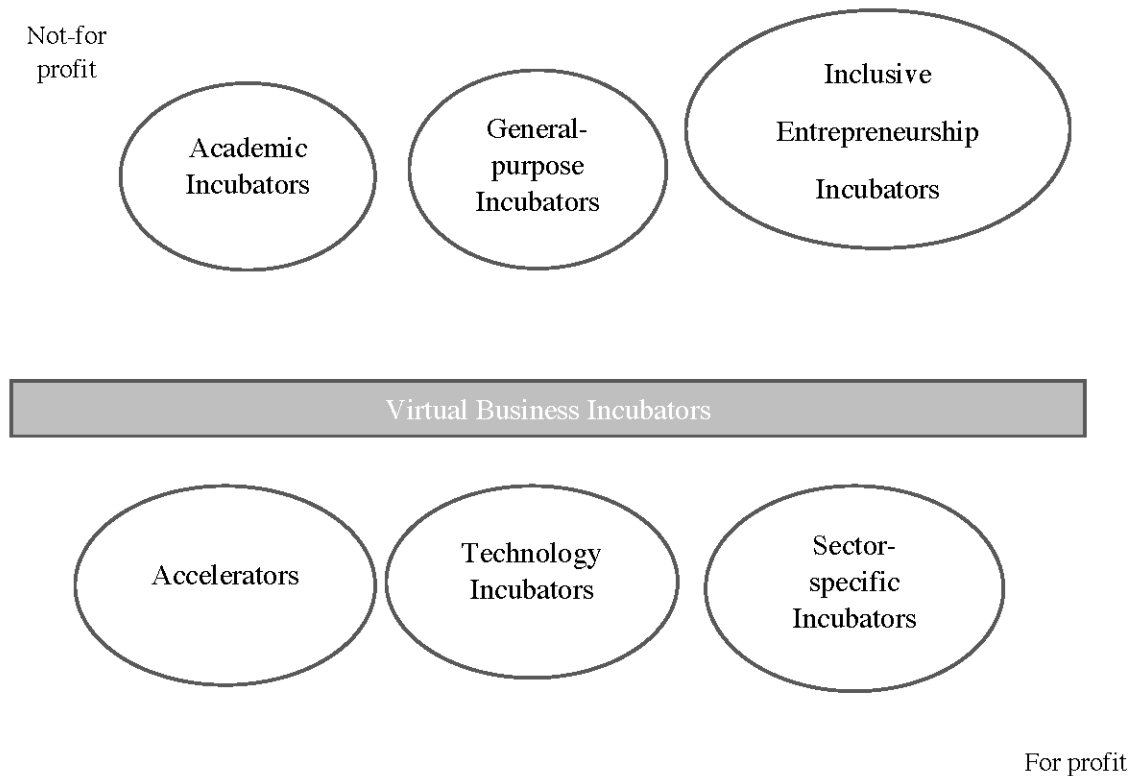 Not-for
profit
Academic
Incubators
General-
purpose
Incubators
Inclusive
Entrepreneurship
Incubators
Virtual Business Incubators
Accelerators
Technology
Incubators
Sector-
specific
Incubators
For profit